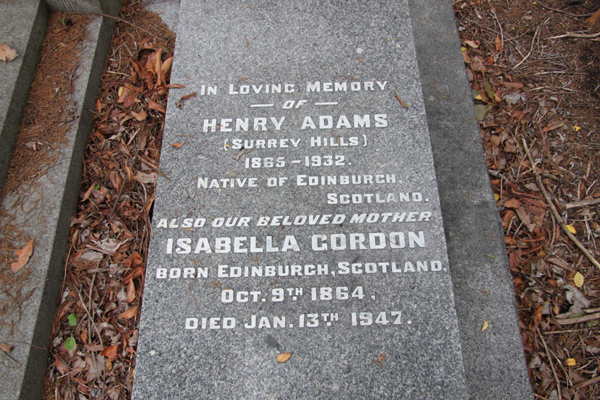 In Loving Memory
— OF —
HENRY ADAMS
(SURREY HILLS)
1865 – 1932.
NATIVE OF EDINBURGH,
SCOTLAND.
ALSO OUR BELOVED MOTHER
ISABELLA GORDON
BORN EDINBURGH, SCOTLAND.
OCT. 9TH 1864.
DIED JAN. 13TH 1947.